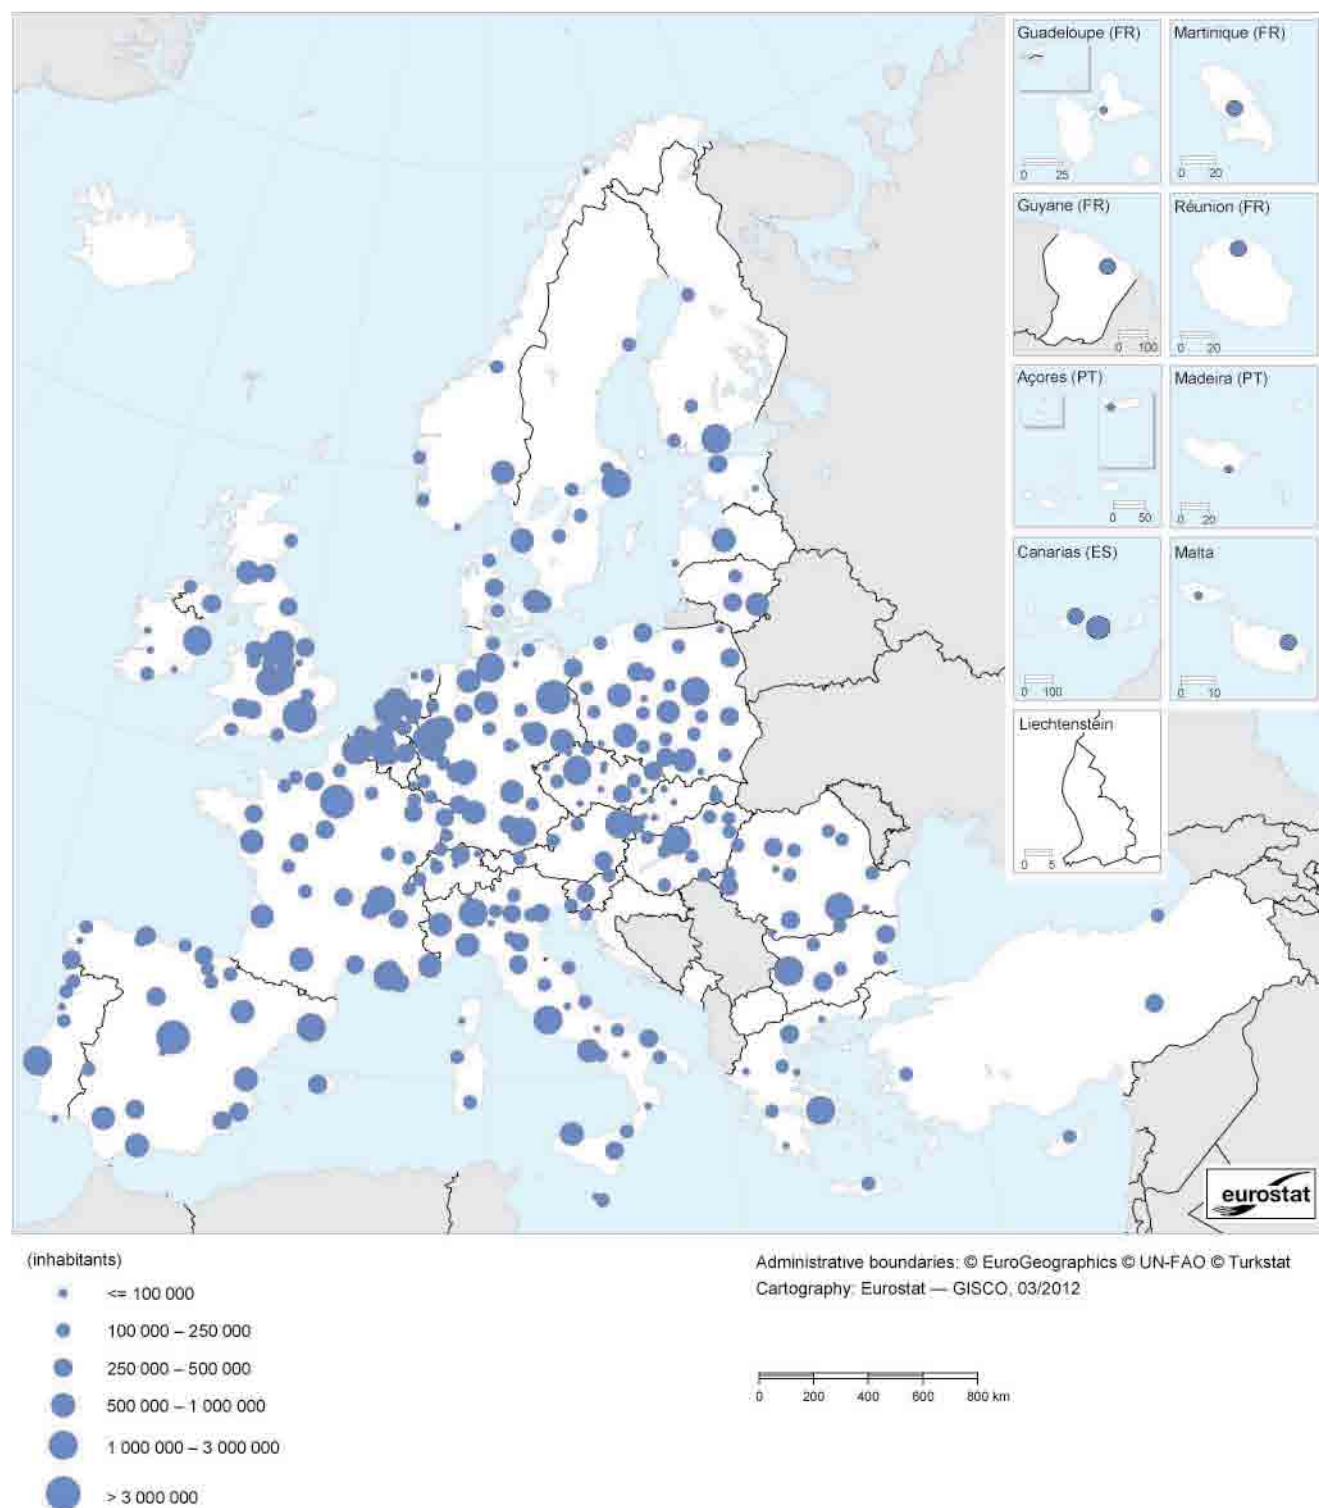 Guadeloupe (FR)
0 25
Martinique (FR)
0 20
Guyane (FR)
0 100
Réunion (FR)
0 20
Açores (PT)
0 50
Madeira (PT)
0 20
Canarias (ES)
0 100
Malta
0 10
Liechtenstein
0 5
eurostat
(inhabitants)
<= 100 000
100 000 – 250 000
250 000 – 500 000
500 000 – 1 000 000
1 000 000 – 3 000 000
> 3 000 000
Administrative boundaries: © EuroGeographics © UN-FAO © Turkstat
Cartography: Eurostat — GISCO, 03/2012
0 200 400 600 800 km